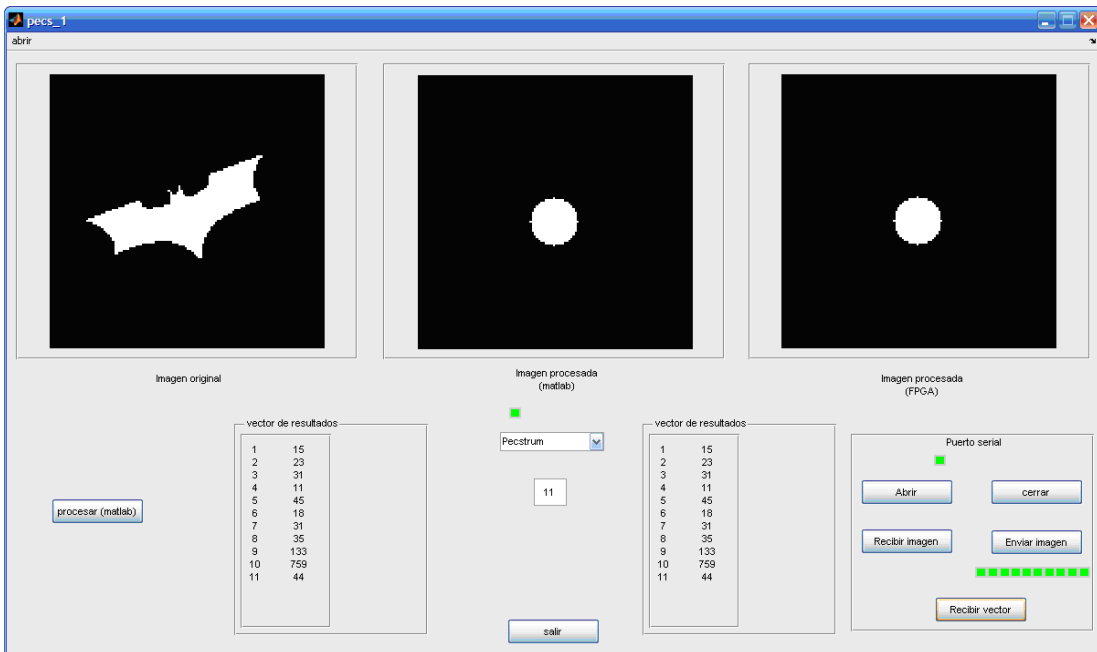 pecs_1
abrir
Imagen original
Imagen procesada
(matlab)
Imagen procesada
(FPGA)
procesar (matlab)
vector de resultados
1 15
2 23
3 31
4 11
5 45
6 18
7 31
8 35
9 133
10 759
11 44
Pecstrum
11
salir
vector de resultados
1 15
2 23
3 31
4 11
5 45
6 18
7 31
8 35
9 133
10 759
11 44
Puerto serial
Abrir
cerrar
Recibir imagen
Enviar imagen
Recibir vector